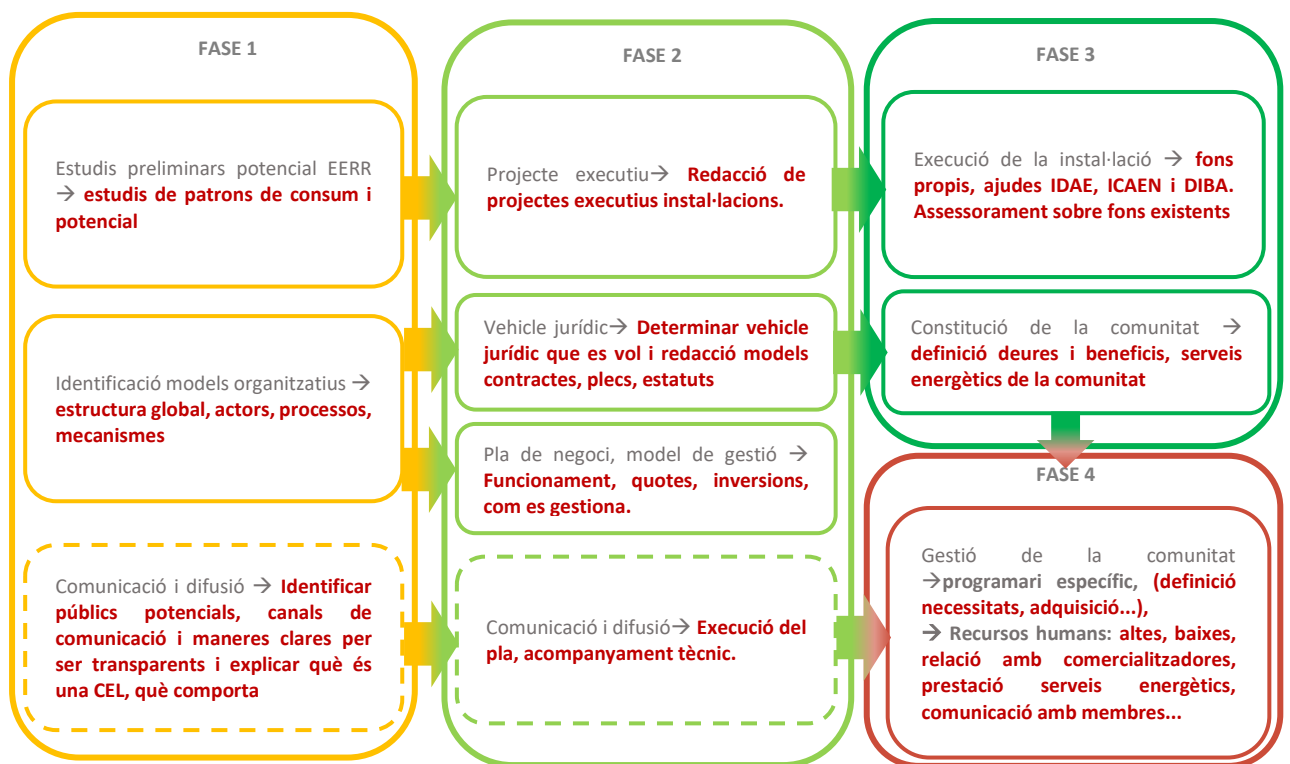 FASE 1
Estudis preliminars potencial EERR
→ estudis de patrons de consum i
potencial
Identificació models organitzatius →
estructura global, actors, processos,
mecanismes
Comunicació i difusió → Identificar
públics potencials, canals de
comunicació i maneres clares per
ser transparents i explicar què és
una CEL, què comporta
FASE 2
Projecte executiu→ Redacció de
projectes executius instal·lacions.
Vehicle jurídic→ Determinar vehicle
jurídic que es vol i redacció models
contractes, plecs, estatuts
Pla de negoci, model de gestió →
Funcionament, quotes, inversions,
com es gestiona.
Comunicació i difusió→ Execució del
pla, acompanyament tècnic.
FASE 3
Execució de la instal·lació → fons
propis, ajudes IDAE, ICAEN i DIBA.
Assessorament sobre fons existents
Constitució de la comunitat →
definició deures i beneficis, serveis
energètics de la comunitat
FASE 4
Gestió de la comunitat
→programari específic, (definició
necessitats, adquisició...),
→ Recursos humans: altes, baixes,
relació amb comercialitzadores,
prestació serveis energètics,
comunicació amb membres...